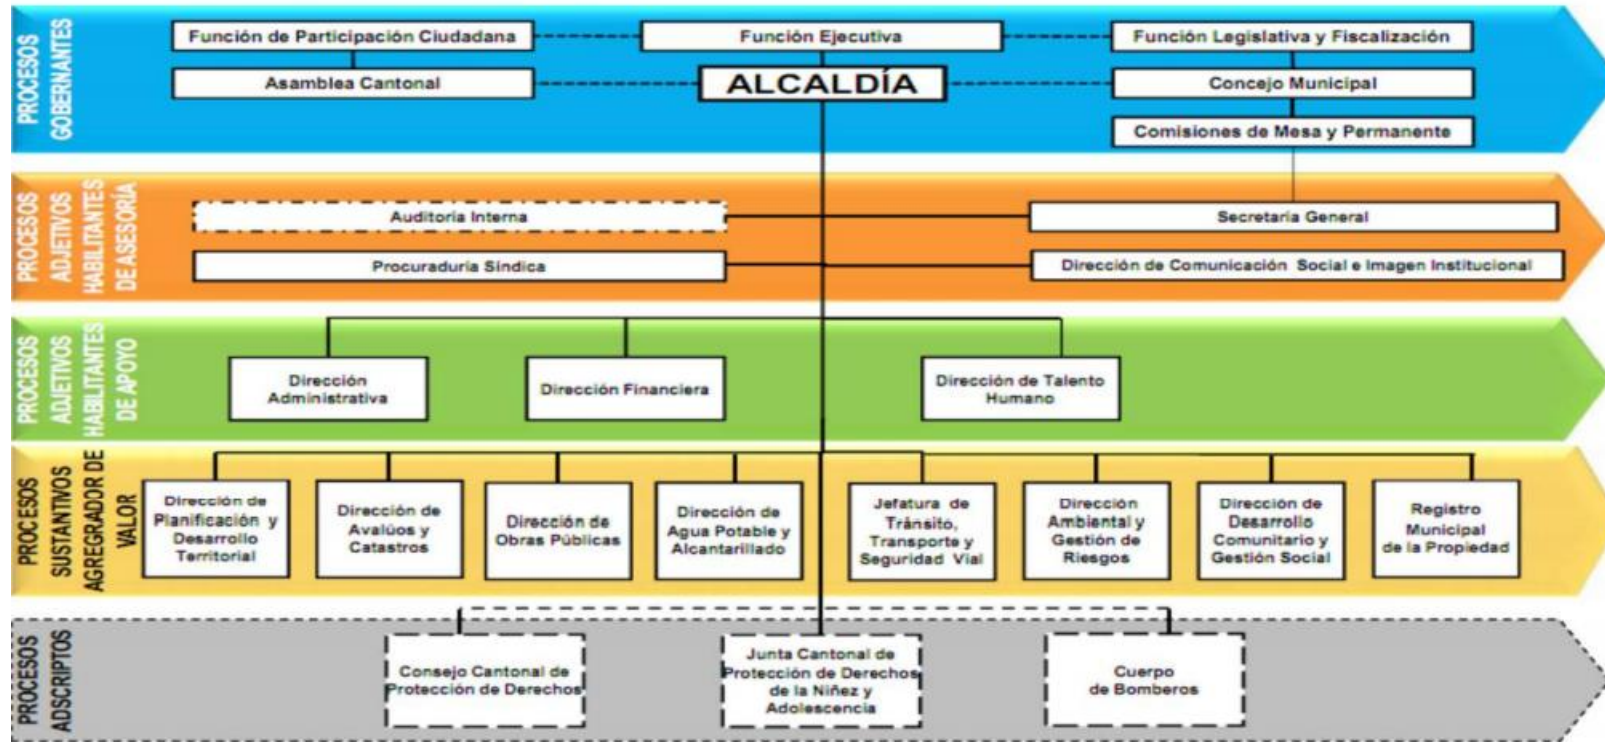 PROCESOS
GOBERNANTES
Función de Participación Ciudadana
Función Ejecutiva
Función Legislativa y Fiscalización
Asamblea Cantonal
ALCALDÍA
Concejo Municipal
Comisiones de Mesa y Permanente
PROCESOS
ADJETIVOS
HABILITANTES
DE ASESORÍA
Auditoría Interna
Secretaría General
Procuraduría Síndica
Dirección de Comunicación Social e Imagen Institucional
PROCESOS
ADJETIVOS
HABILITANTES
DE APOYO
Dirección
Administrativa
Dirección Financiera
Dirección de Talento
Humano
PROCESOS
SUSTANTIVOS
AGREGRADOR DE
VALOR
Dirección de
Planificación y
Desarrollo
Territorial
Dirección de
Avalúos y
Catastros
Dirección de
Obras Públicas
Dirección de
Agua Potable y
Alcantarillado
Jefatura de
Tránsito,
Transporte y
Seguridad Vial
Dirección
Ambiental y
Gestión de
Riesgos
Dirección de
Desarrollo
Comunitario y
Gestión Social
Registro
Municipal
de la Propiedad
PROCESOS
ADSCRIPTOS
Consejo Cantonal de
Protección de Derechos
Junta Cantonal de
Protección de Derechos
de la Niñez y
Adolescencia
Cuerpo
de Bomberos